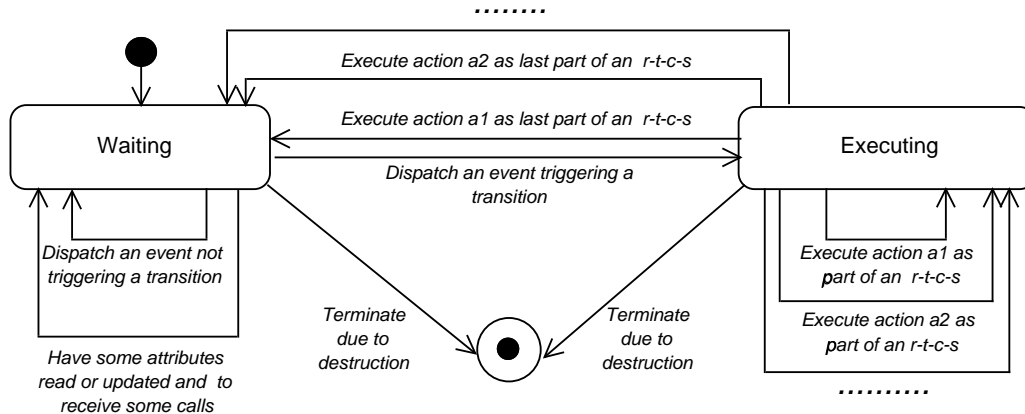 ........
Execute action a2 as last part of an r-t-c-s
Execute action a1 as last part of an r-t-c-s
Waiting
Executing
Dispatch an event triggering a
transition
Dispatch an event not
triggering a transition
Execute action a1 as
part of an r-t-c-s
Terminate
due to
destruction
Terminate
due to
destruction
Execute action a2 as
part of an r-t-c-s
Have some attributes
read or updated and to
receive some calls
..........